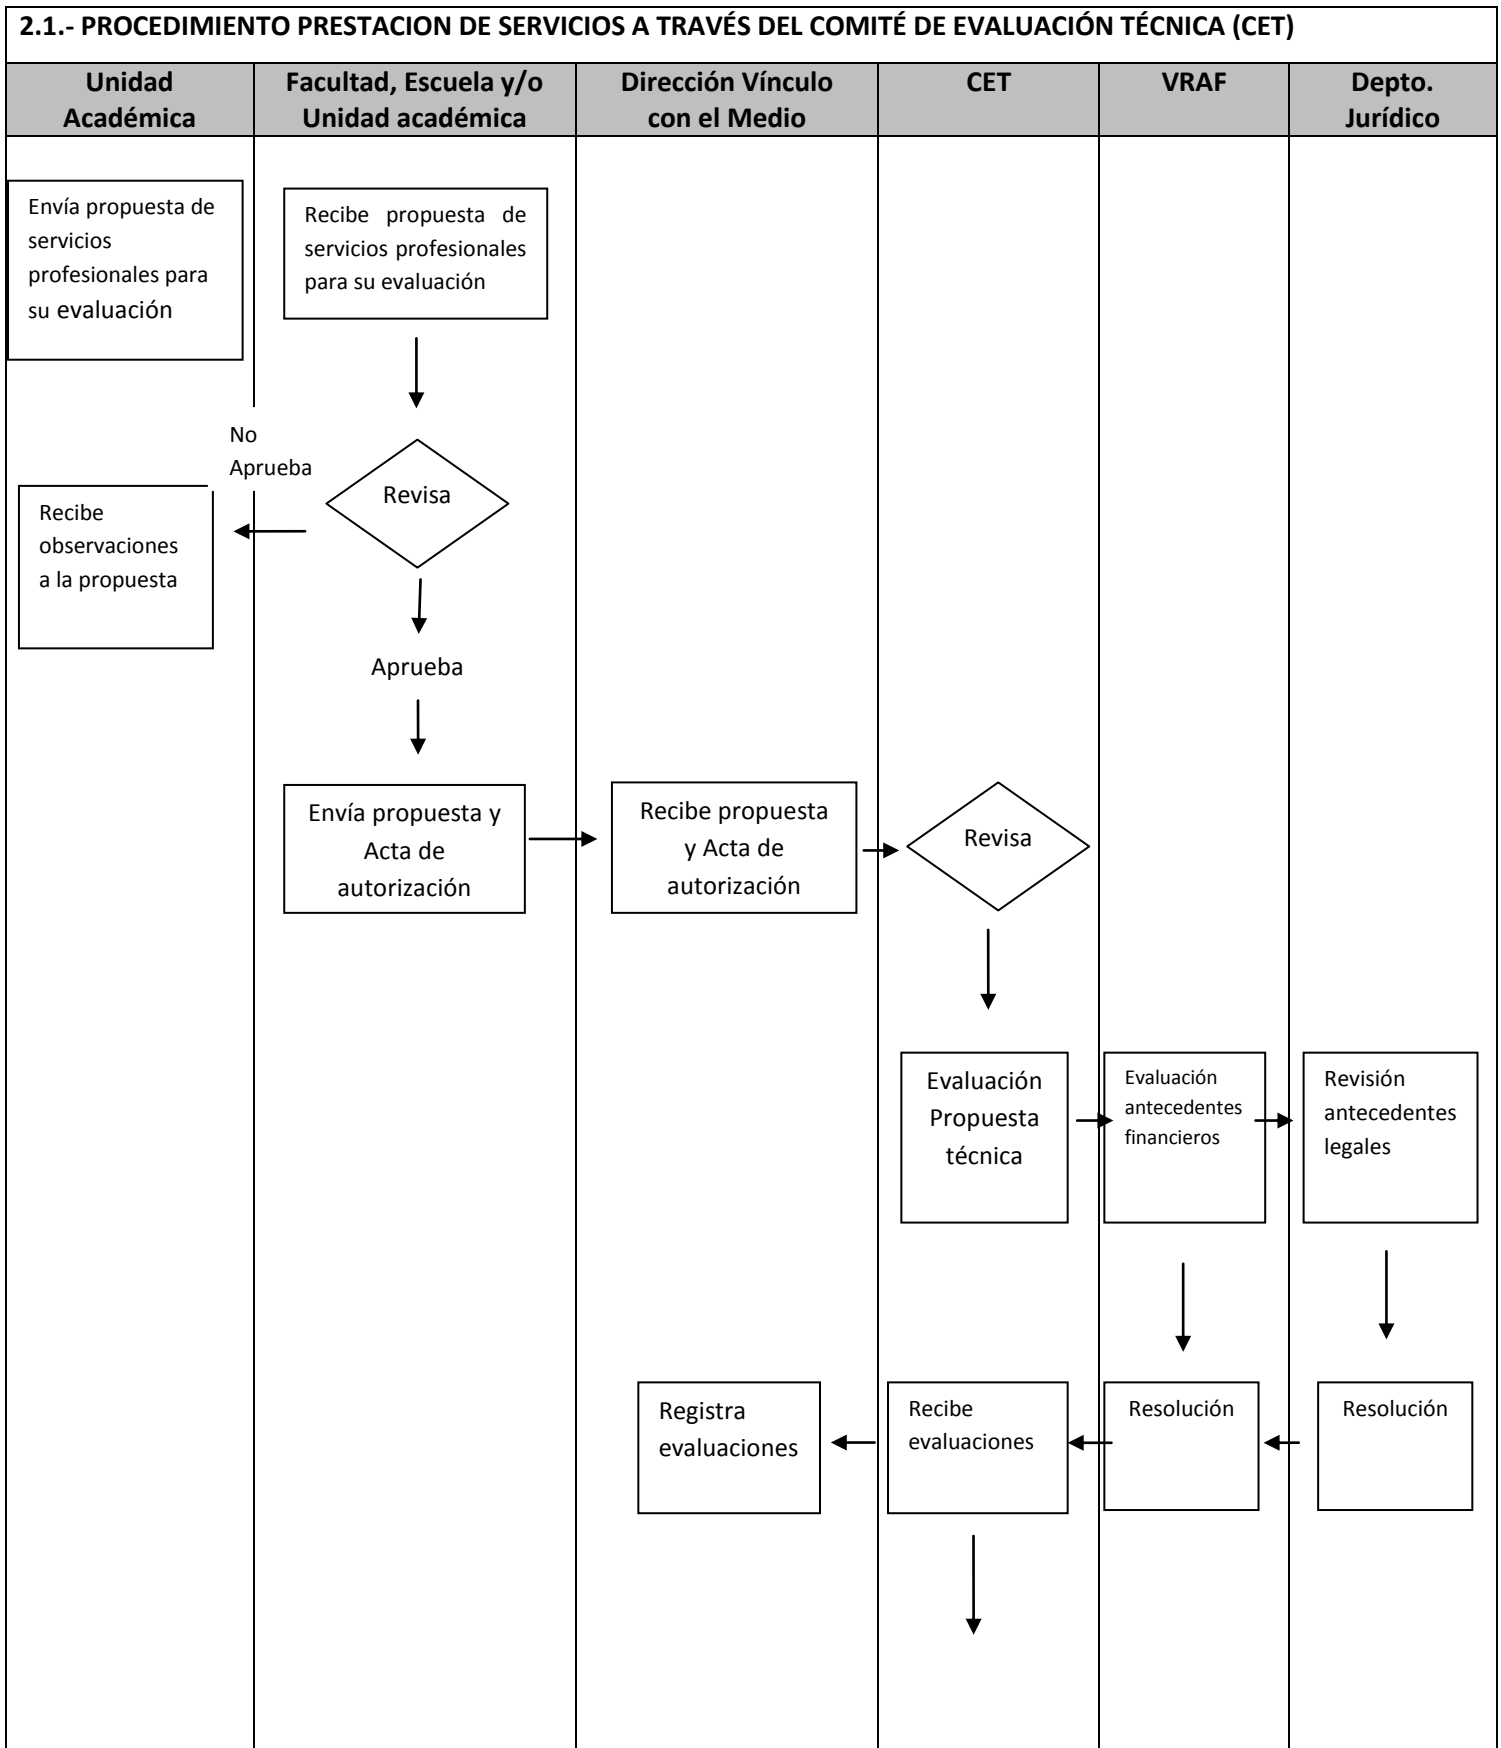 2.1.- PROCEDIMIENTO PRESTACION DE SERVICIOS A TRAVÉS DEL COMITÉ DE EVALUACIÓN TÉCNICA (CET)
Unidad
Académica
Facultad, Escuela y/o
Unidad académica
Dirección Vínculo
con el Medio
CET
VRAF
Depto.
Jurídico
Envía propuesta de
servicios
profesionales para
su evaluación
Recibe propuesta de
servicios profesionales
para su evaluación
No
Aprueba
Revisa
Recibe
observaciones
a la propuesta
Aprueba
Envía propuesta y
Acta de
autorización
Recibe propuesta
y Acta de
autorización
Revisa
Evaluación
Propuesta
técnica
Evaluación
antecedentes
financieros
Revisión
antecedentes
legales
Registra
evaluaciones
Recibe
evaluaciones
Resolución
Resolución